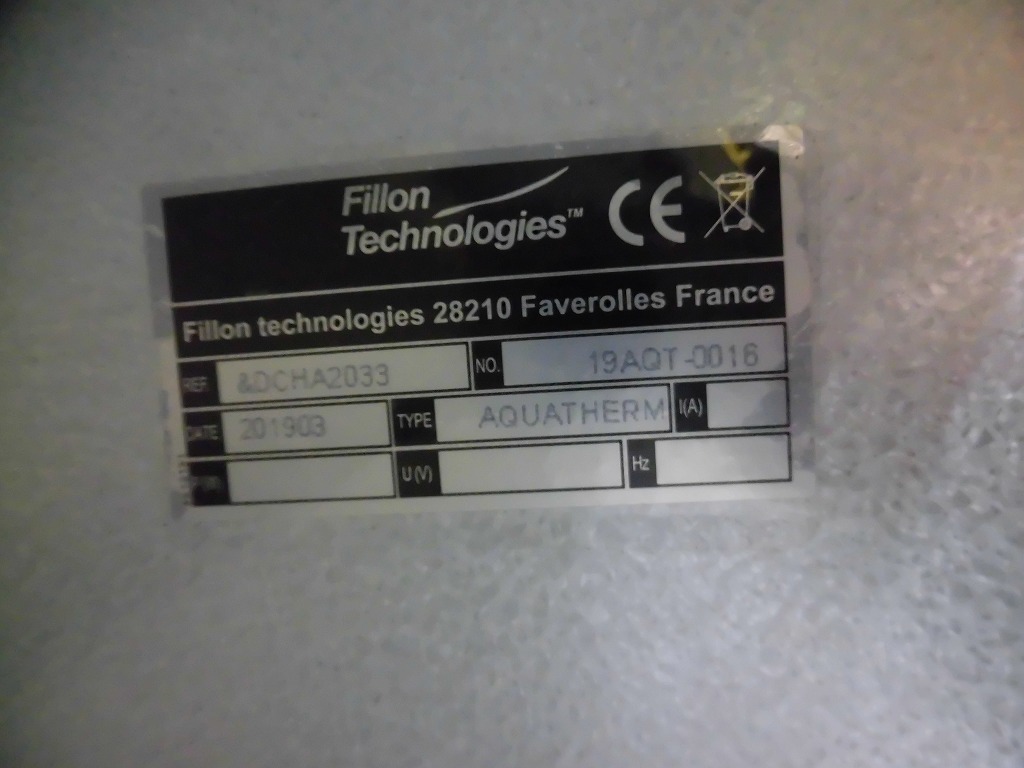 Fillon
Technologies™ CE
Fillon technologies 28210 Faverolles France
REF &DCHA2033 NO. 19AQT-0016
DATE 201903 TYPE AQUATHERM I(A)
U(V) Hz